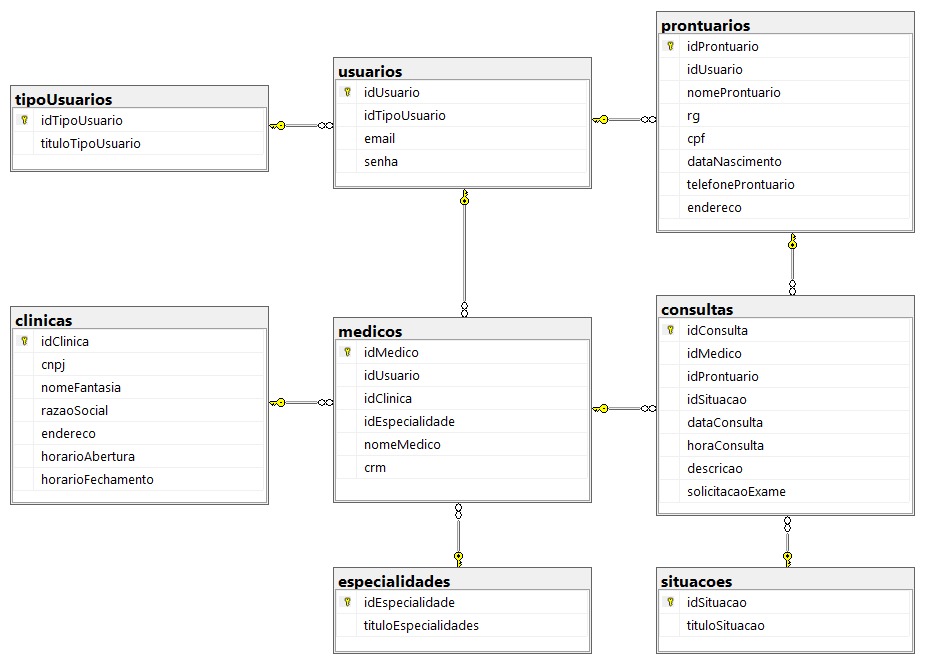 tipoUsuarios
idTipoUsuario
tituloTipoUsuario
usuarios
idUsuario
idTipoUsuario
email
senha
prontuarios
idProntuario
idUsuario
nomeProntuario
rg
cpf
dataNascimento
telefoneProntuario
endereco
clinicas
idClinica
cnpj
nomeFantasia
razaoSocial
endereco
horarioAbertura
horarioFechamento
medicos
idMedico
idUsuario
idClinica
idEspecialidade
nomeMedico
crm
consultas
idConsulta
idMedico
idProntuario
idSituacao
dataConsulta
horaConsulta
descricao
solicitacaoExame
especialidades
idEspecialidade
tituloEspecialidades
situacoes
idSituacao
tituloSituacao